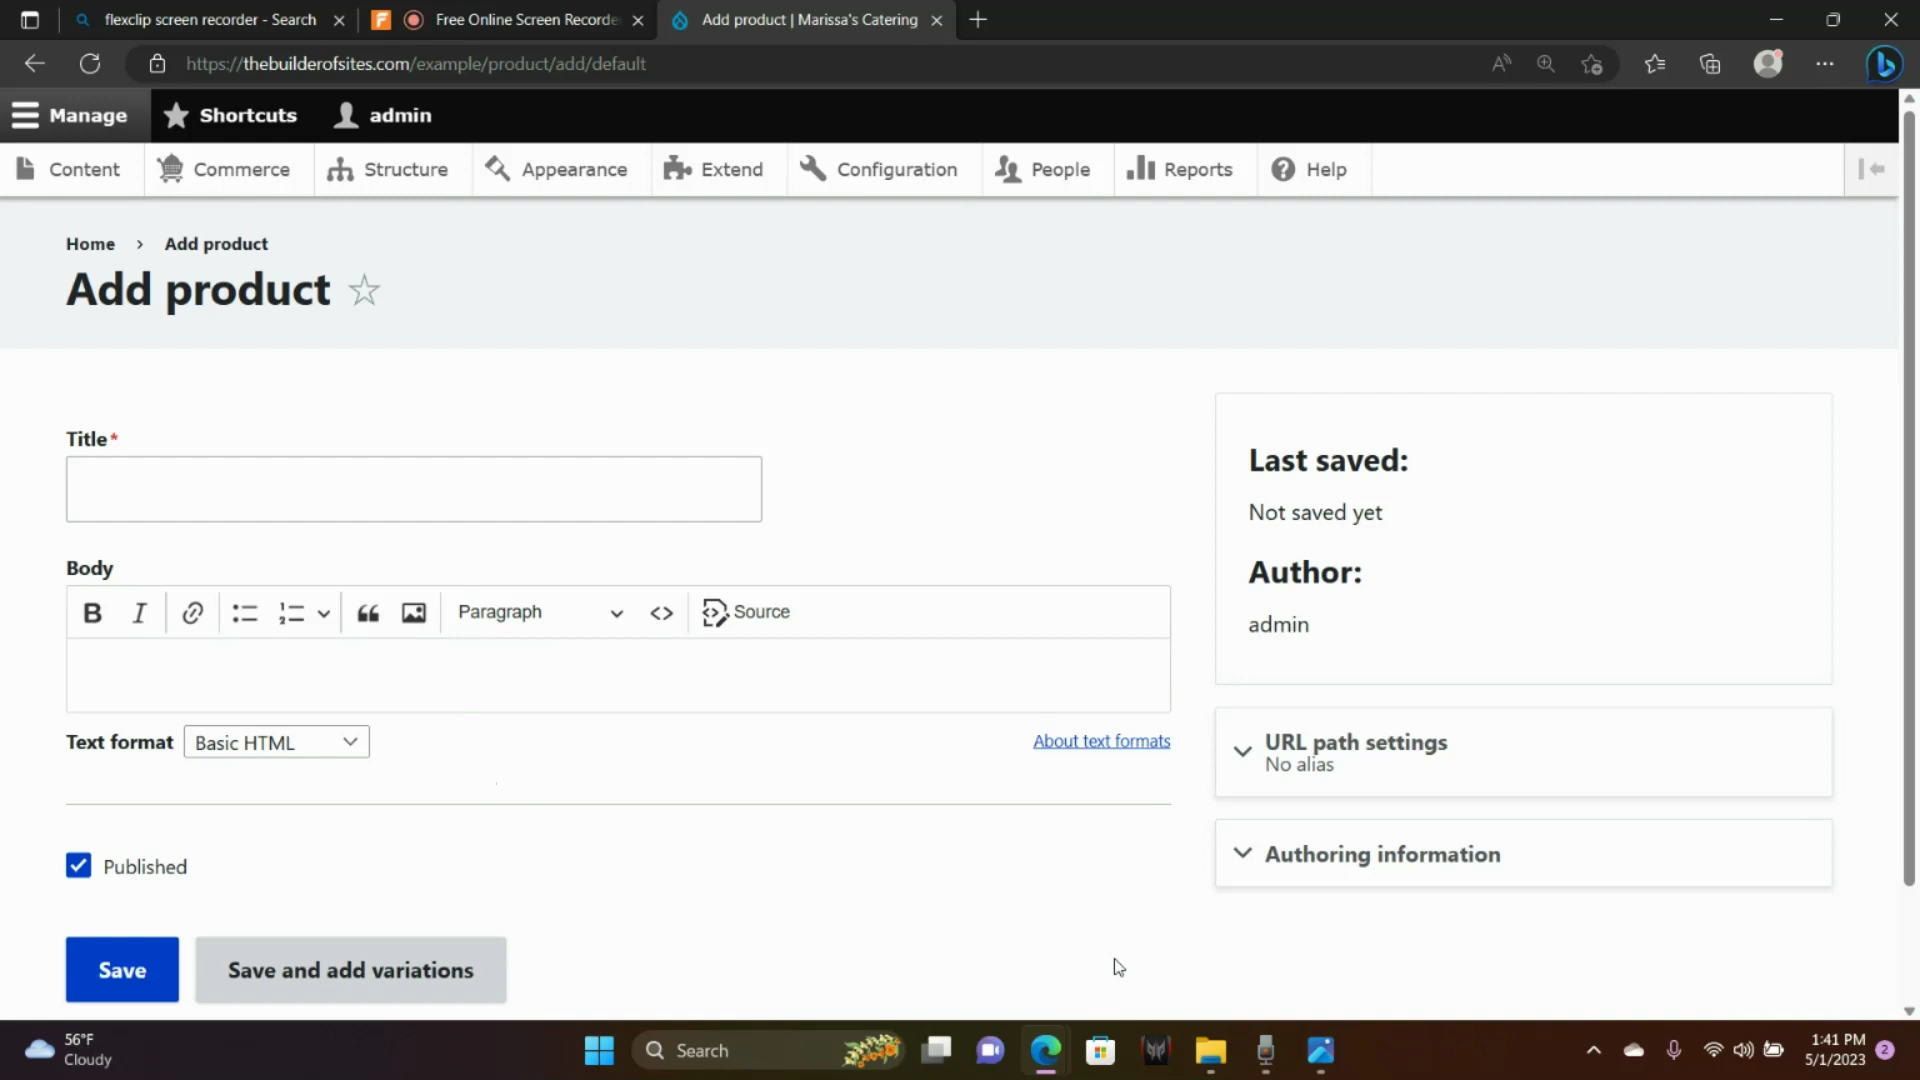 flexclip screen recorder - Search
Free Online Screen Recorde
Add product | Marissa's Catering
https://thebuilderofsites.com/example/product/add/default
Manage
Shortcuts
admin
Content
Commerce
Structure
Appearance
Extend
Configuration
People
Reports
Help
Home > Add product
Add product
Title*
Body
Paragraph
Source
Text format
Basic HTML
About text formats
Published
Save
Save and add variations
Last saved:
Not saved yet
Author:
admin
URL path settings
No alias
Authoring information
56°F
Cloudy
Search
1:41 PM
5/1/2023
2